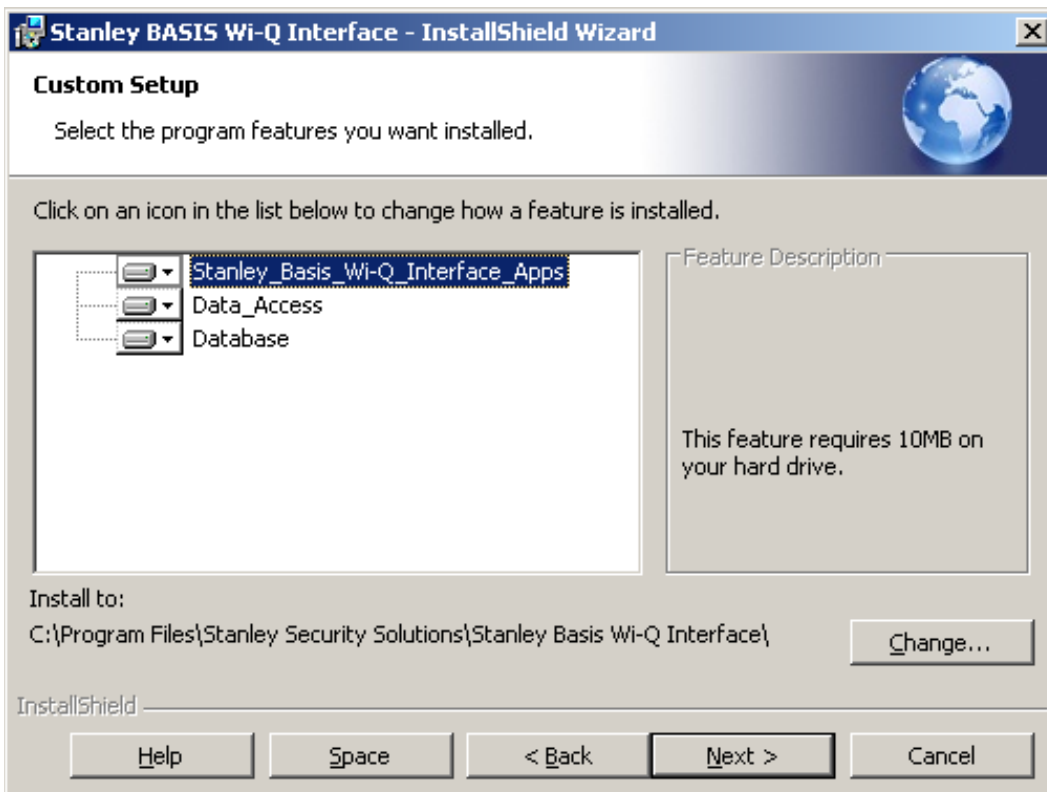 Stanley BASIS Wi-Q Interface - InstallShield Wizard
Custom Setup
Select the program features you want installed.
Click on an icon in the list below to change how a feature is installed.
Stanley_Basis_Wi-Q_Interface_Apps
Data_Access
Database
Feature Description
This feature requires 10MB on
your hard drive.
Install to:
C:\Program Files\Stanley Security Solutions\Stanley Basis Wi-Q Interface\
Change...
InstallShield
Help
Space
< Back
Next >
Cancel